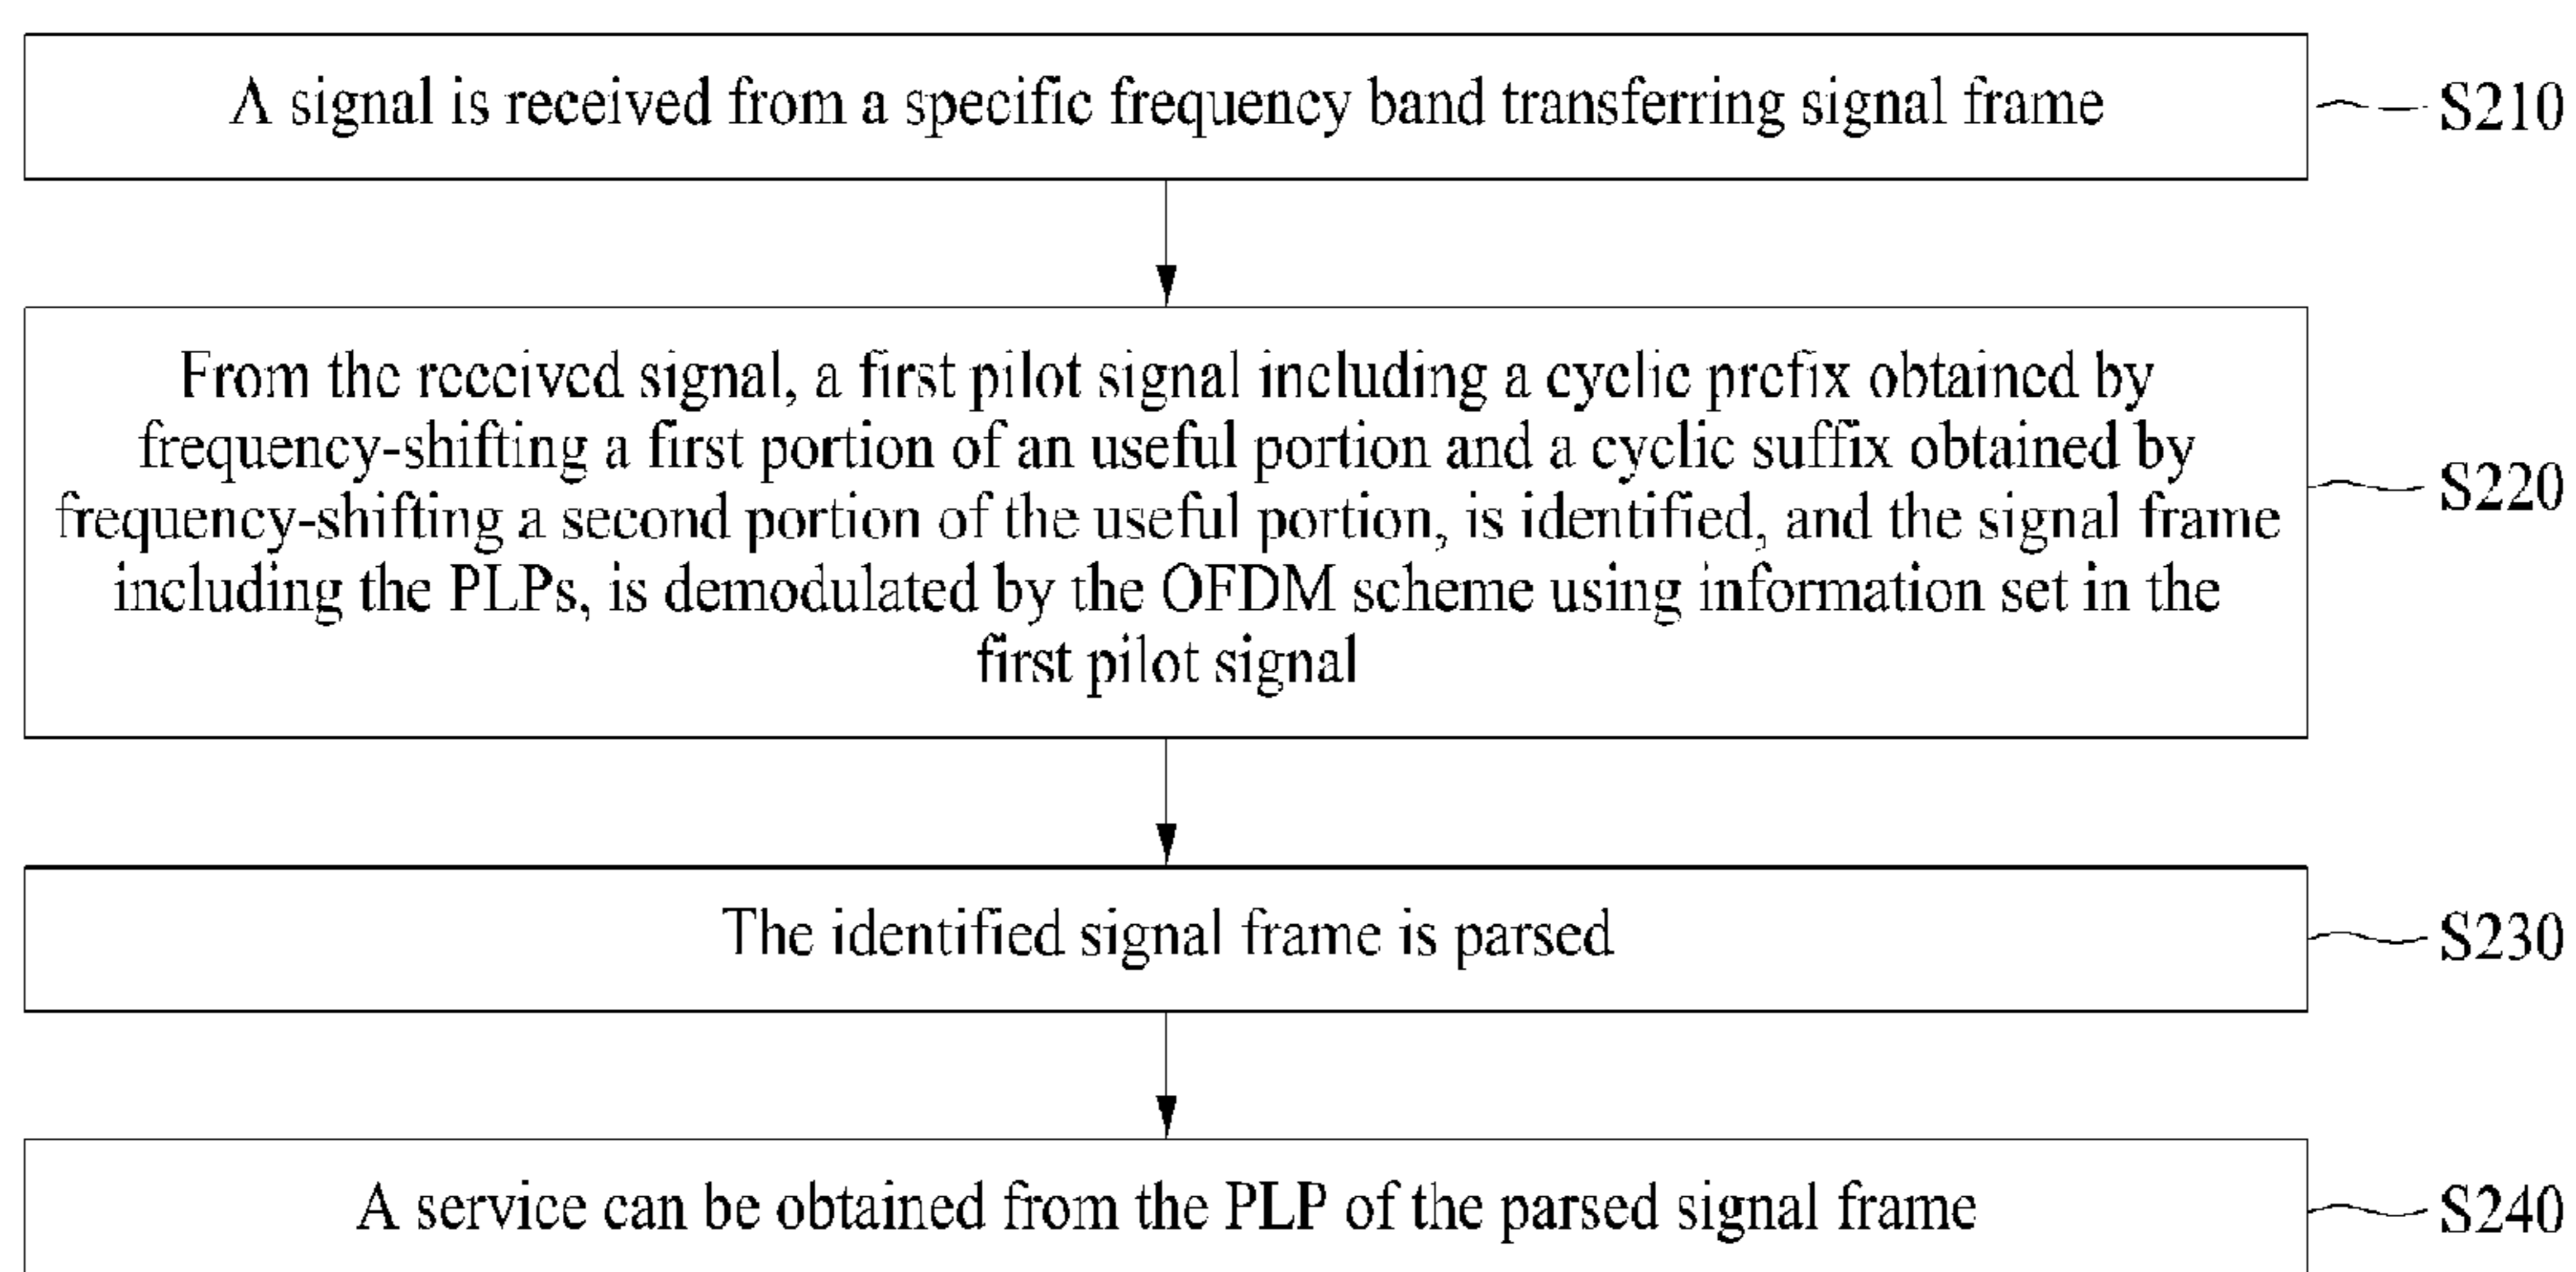 A signal is received from a specific frequency band transferring signal frame
S210
From the received signal, a first pilot signal including a cyclic prefix obtained by
frequency-shifting a first portion of an useful portion and a cyclic suffix obtained by
frequency-shifting a second portion of the useful portion, is identified, and the signal frame
including the PLPs, is demodulated by the OFDM scheme using information set in the
first pilot signal
S220
The identified signal frame is parsed
S230
A service can be obtained from the PLP of the parsed signal frame
S240